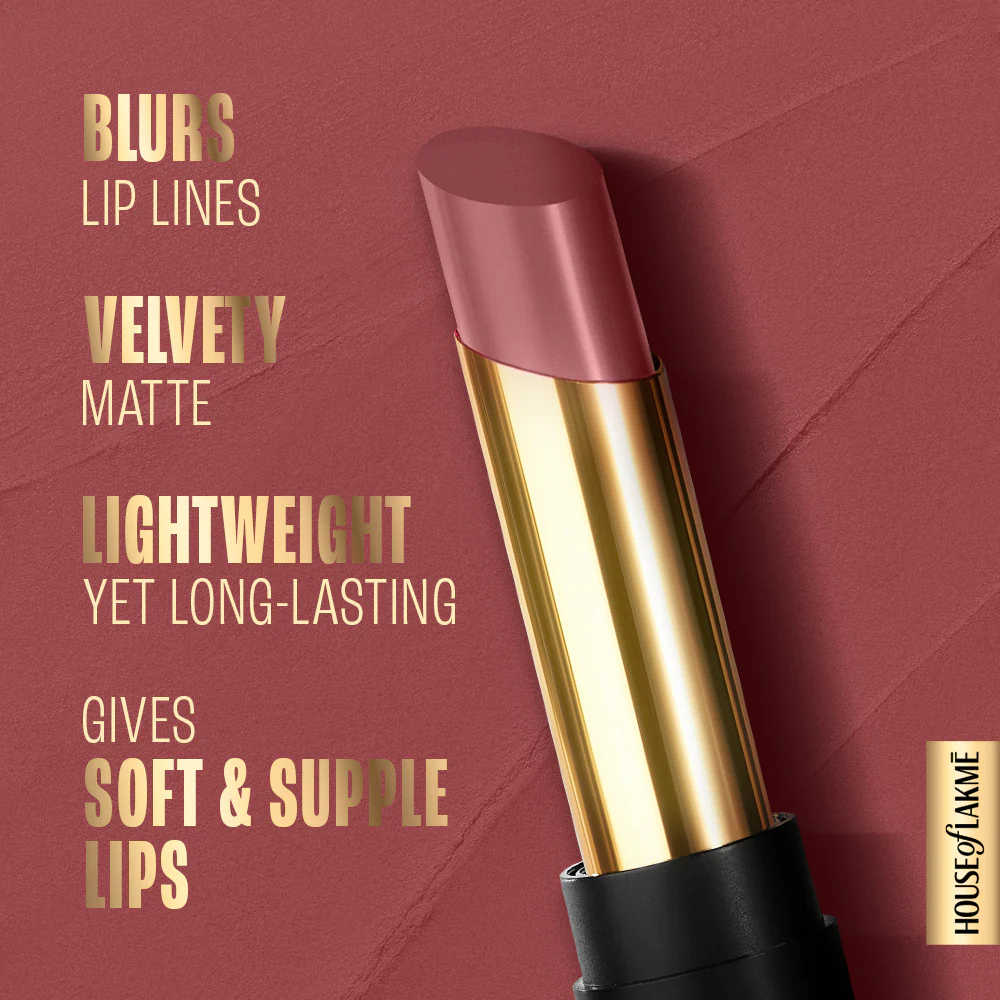 BLURS
LIP LINES
VELVETY
MATTE
LIGHTWEIGHT
YET LONG-LASTING
GIVES
SOFT & SUPPLE
LIPS
HOUSE of LAKMĒ